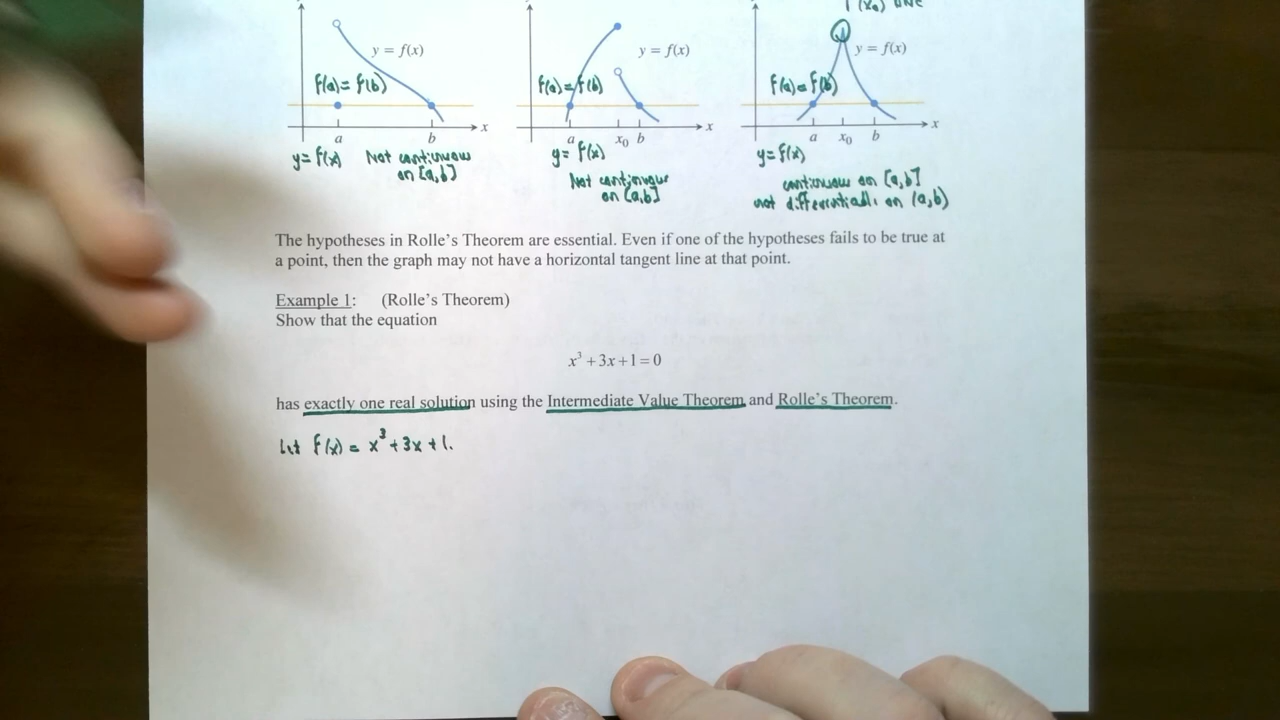 y = f(x)
f(a) = f(b)
a
b
x
y = f(x) Not continuous
on [a,b]
y = f(x)
f(a) = f(b)
a
x₀ b
x
y = f(x)
Not continuous
on [a,b]
y = f(x)
f(a) = f(b)
a
x₀
b
x
y = f(x)
continuous on [a,b]
not on (a,b)
The hypotheses in Rolle's Theorem are essential. Even if one of the hypotheses fails to be true at
a point, then the graph may not have a horizontal tangent line at that point.
Example 1: (Rolle's Theorem)
Show that the equation
x³ + 3x + 1 = 0
has exactly one real solution using the Intermediate Value Theorem and Rolle's Theorem.
Let f(x) = x³ + 3x + 1.